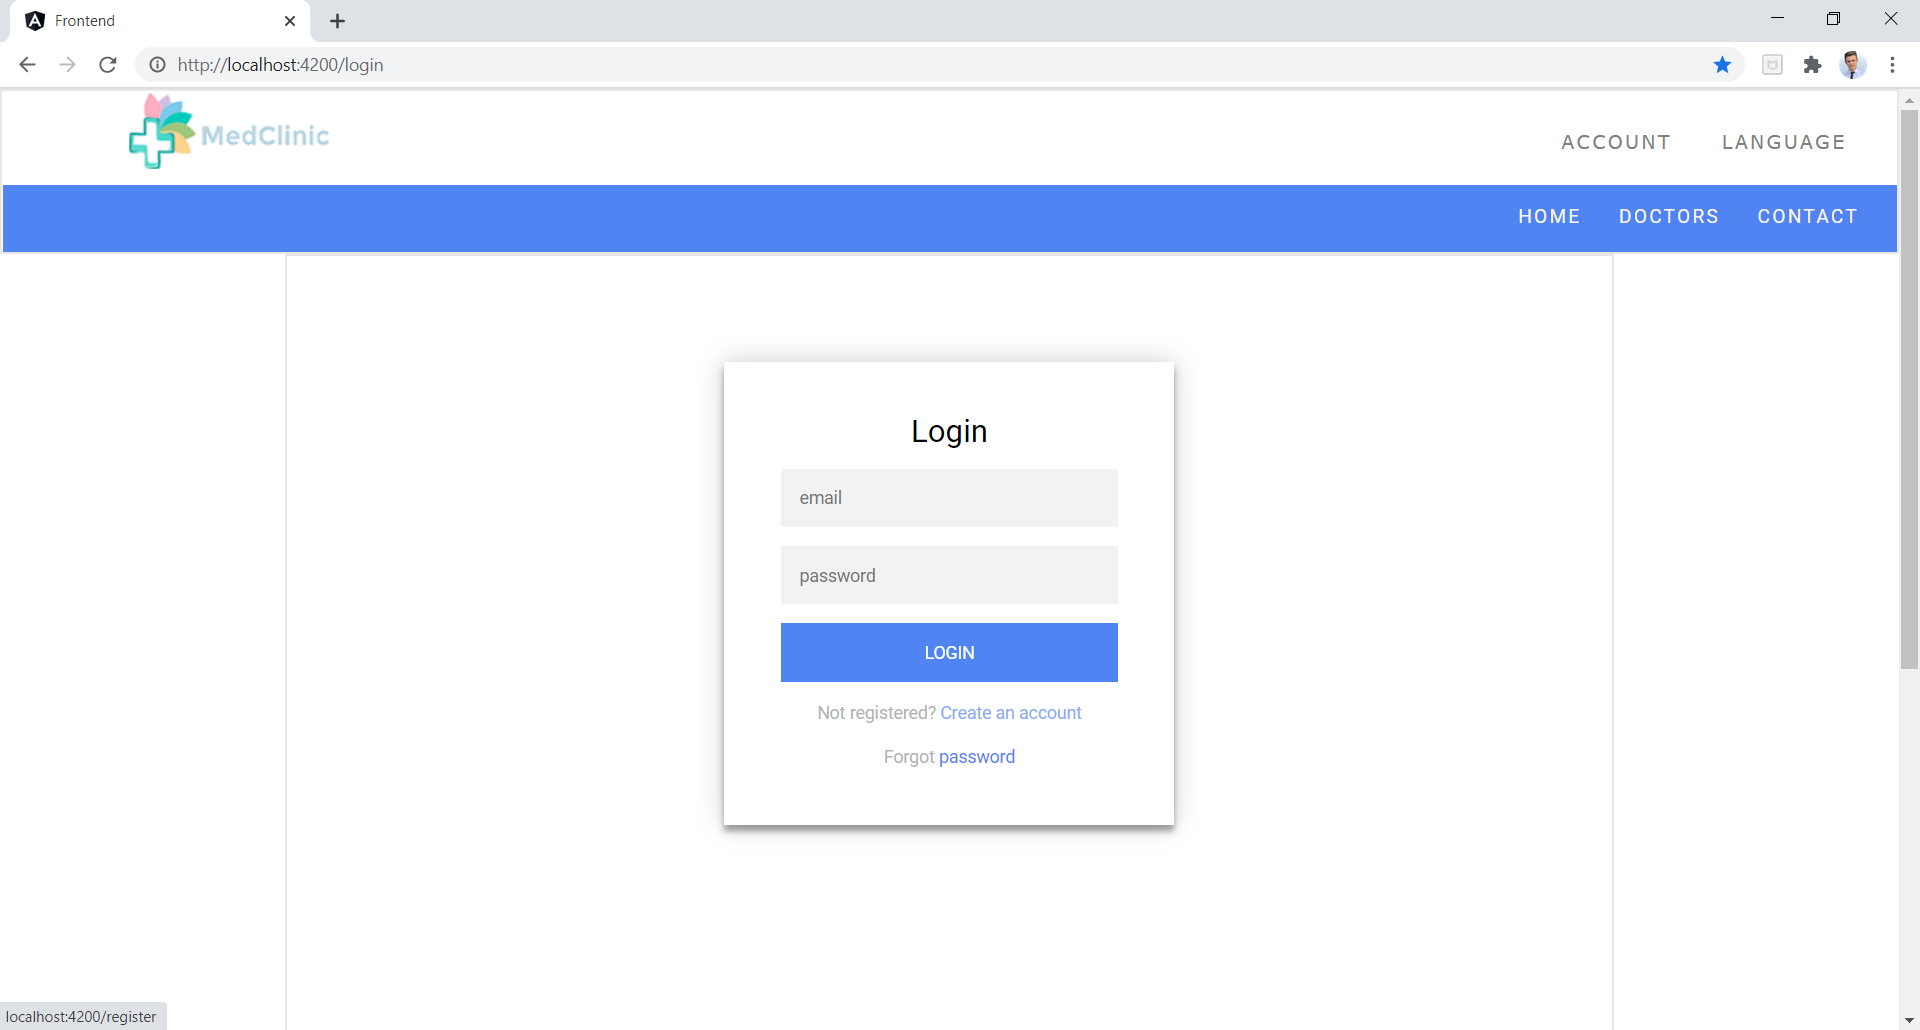 Frontend
http://localhost:4200/login
MedClinic
ACCOUNT LANGUAGE
HOME DOCTORS CONTACT
Login
email
password
LOGIN
Not registered? Create an account
Forgot password
localhost:4200/register